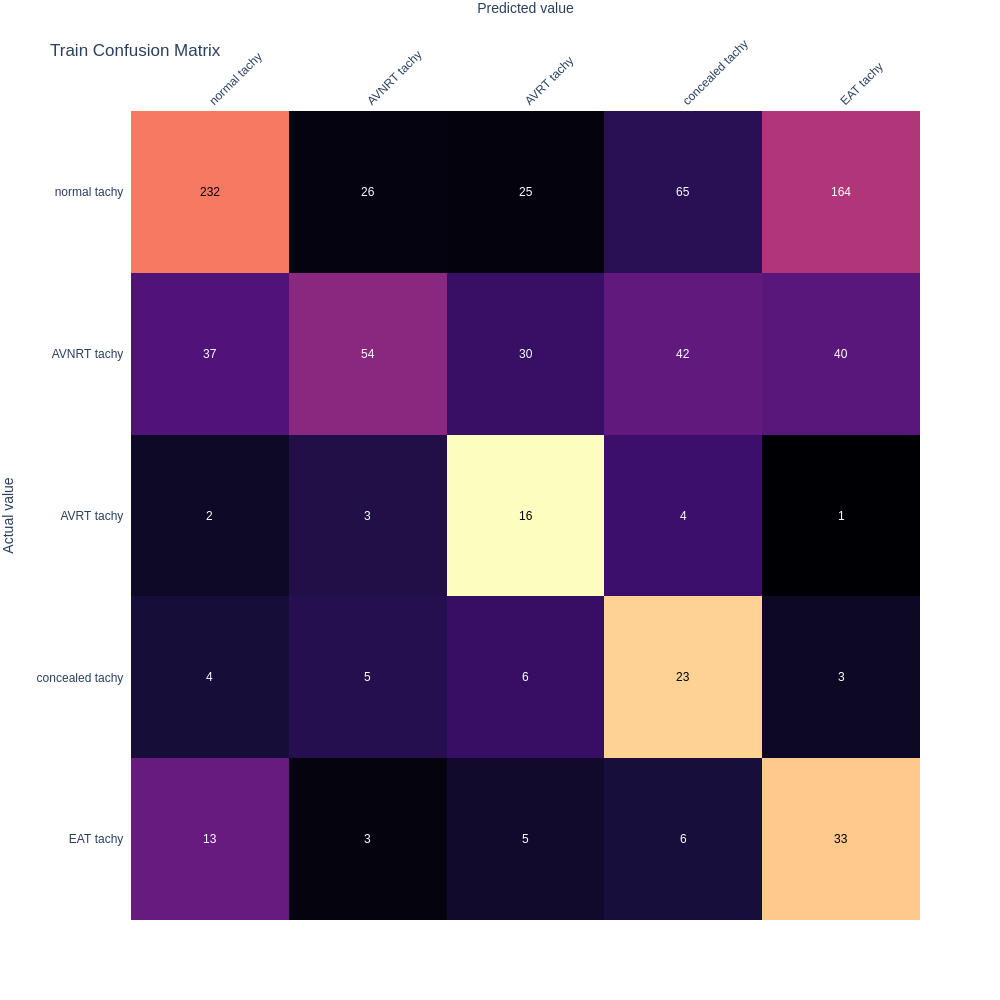 Predicted value
Train Confusion Matrix
normal tachy AVNRT tachy AVRT tachy concealed tachy EAT tachy
normal tachy 232 26 25 65 164
AVNRT tachy 37 54 30 42 40
AVRT tachy 2 3 16 4 1
Actual value
concealed tachy 4 5 6 23 3
EAT tachy 13 3 5 6 33